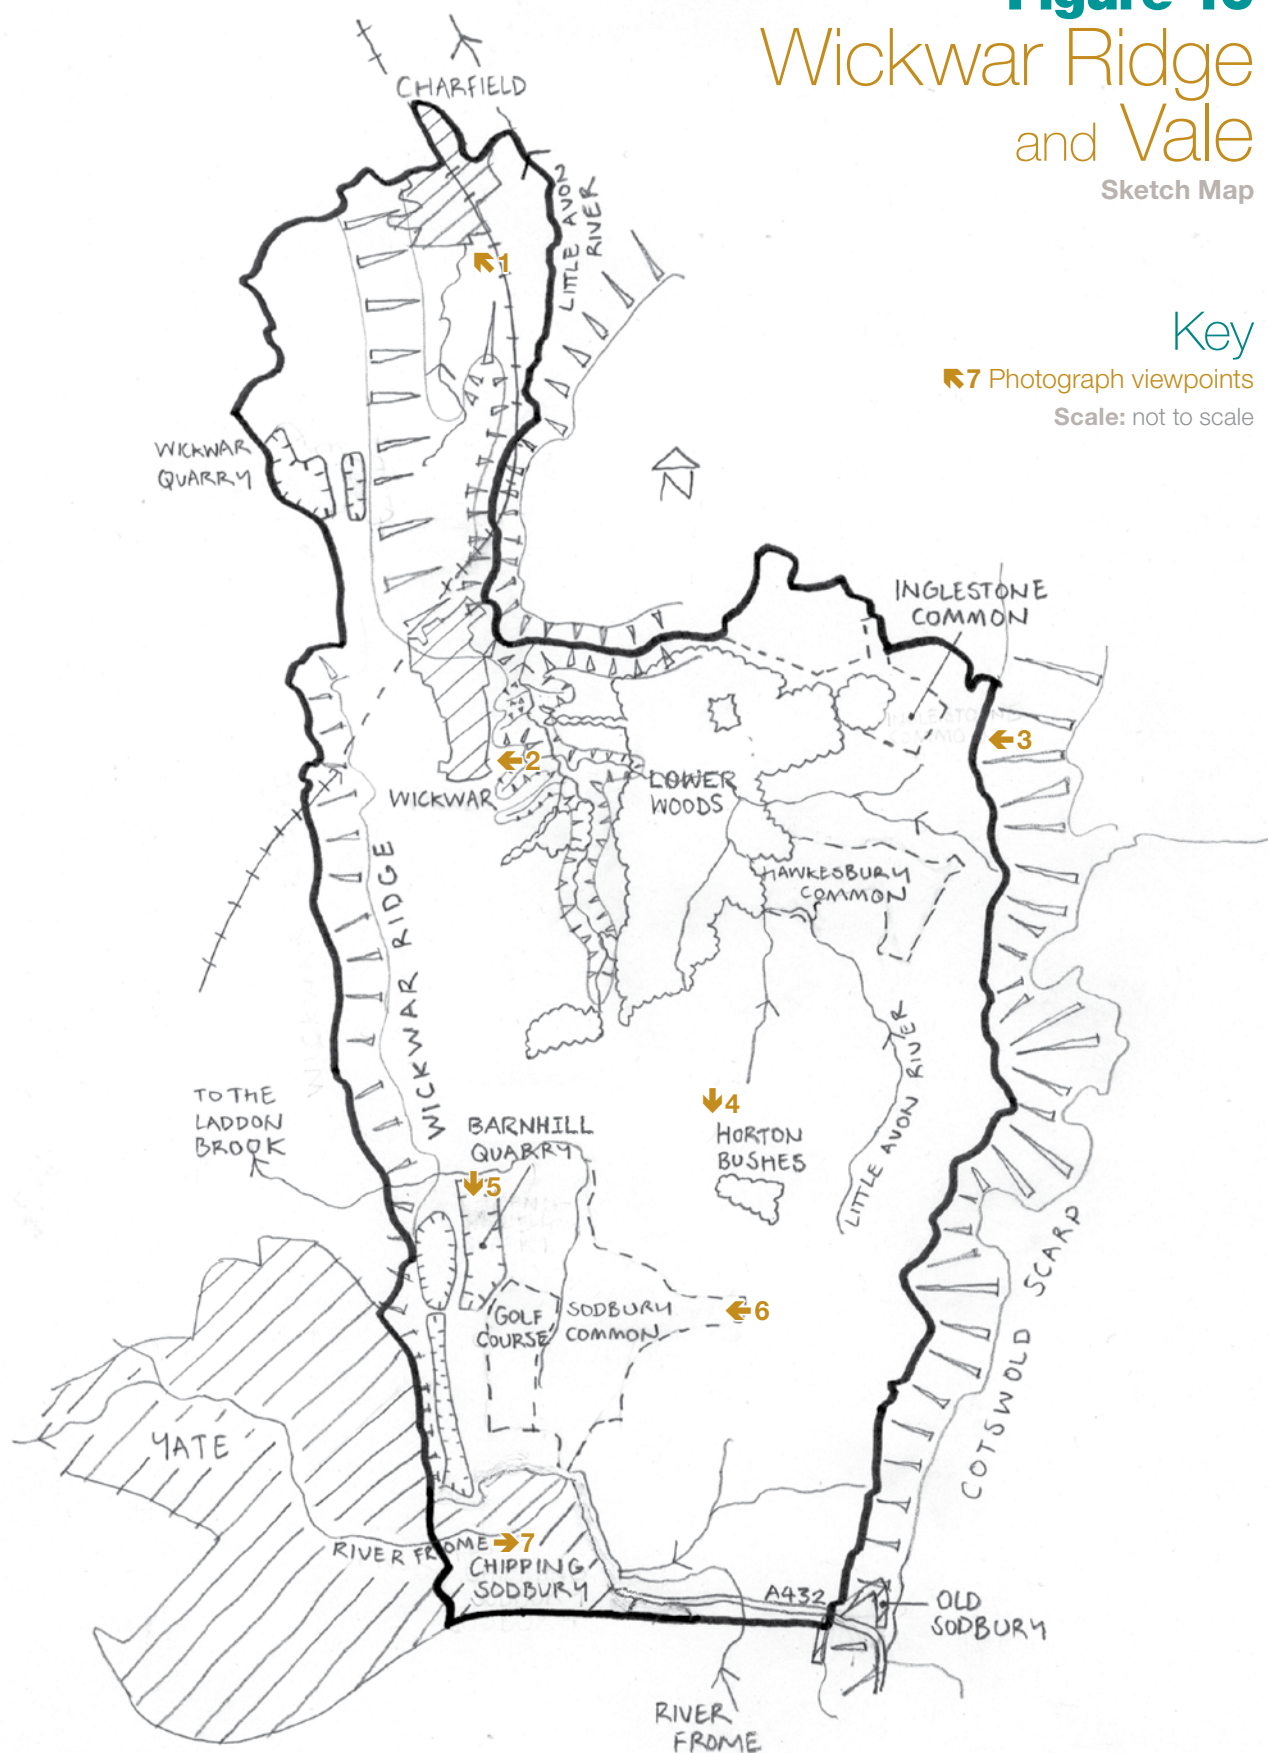 Wickwar Ridge
and Vale
Sketch Map
Key
7 Photograph viewpoints
Scale: not to scale
CHARFIELD
LITTLE AVON
RIVER
1
WICKWAR
QUARRY
N
INGLESTONE
COMMON
3
2
WICKWAR
LOWER
WOODS
HAWKESBURY
COMMON
WICKWAR RIDGE
LITTLE AVON RIVER
TO THE
LADDON
BROOK
4
HORTON
BUSHES
BARNHILL
QUARRY
5
COTSWOLD SCARP
6
GOLF
COURSE
SODBURY
COMMON
YATE
RIVER FROME
7
CHIPPING
SODBURY
A432
OLD
SODBURY
RIVER
FROME